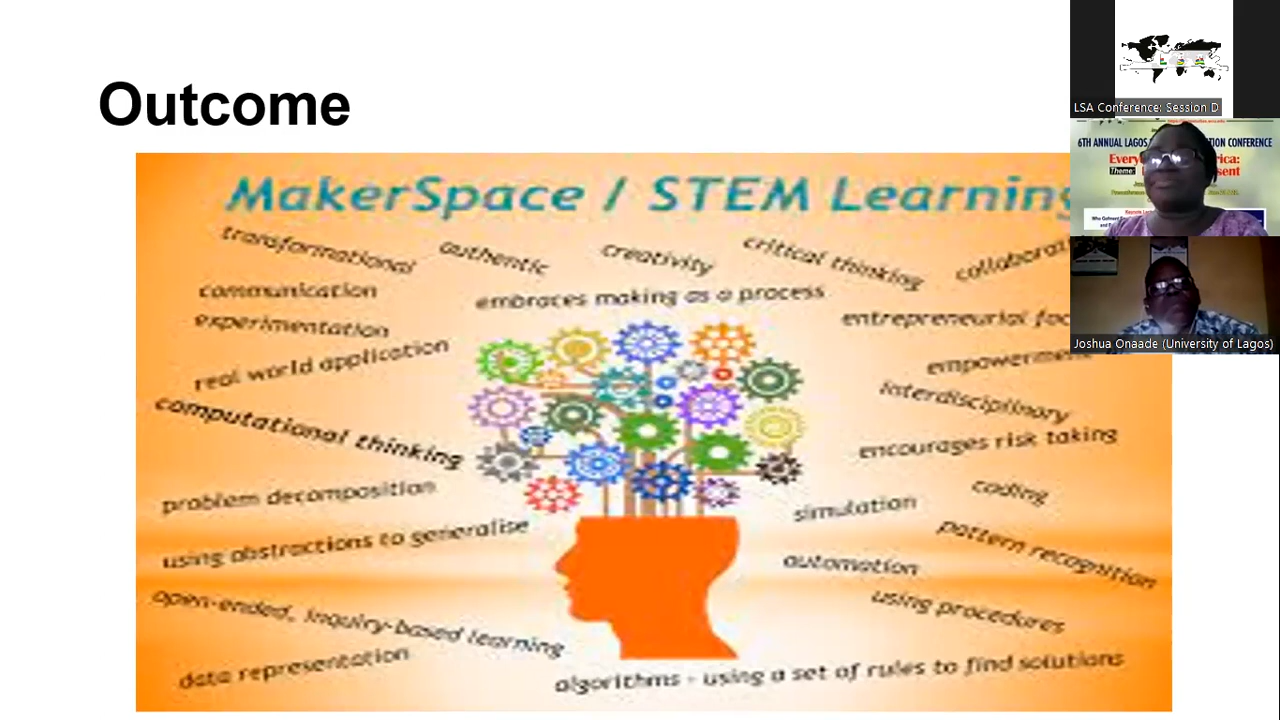 Outcome
MakerSpace / STEM Learning
transformational
authentic
creativity
critical thinking
communication
embraces making as a process
experimentation
real world application
computational thinking
interdisciplinary
encourages risk taking
problem decomposition
coding
simulation
using abstractions to generalise
pattern recognition
automation
open-ended, inquiry-based learning
using procedures
data representation
algorithms - using a set of rules to find solutions
entrepreneurial
LSA Conference: Session D
6TH ANNUAL LAGOS
CONFERENCE
Theme:
Joshua Onaade (University of Lagos)